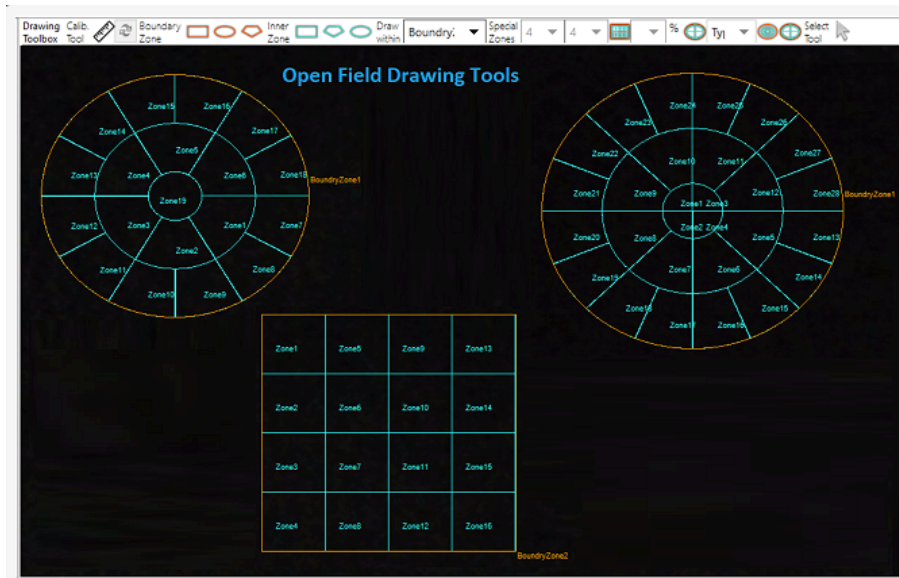 Drawing Toolbox
Calib. Tool
Boundary Zone
Inner Zone
Draw within
Boundry:
Special Zones
4
4
%
Ty
Select Tool
Open Field Drawing Tools
Zone15
Zone16
Zone14
Zone17
Zone5
Zone13
Zone4
Zone6
Zone18
BoundryZone1
Zone19
Zone12
Zone3
Zone1
Zone7
Zone2
Zone11
Zone8
Zone10
Zone9
Zone24
Zone25
Zone23
Zone26
Zone22
Zone27
Zone10
Zone11
Zone21
Zone9
Zone12
Zone28
BoundryZone1
Zone1
Zone3
Zone2
Zone4
Zone20
Zone8
Zone5
Zone13
Zone19
Zone7
Zone6
Zone14
Zone18
Zone17
Zone16
Zone15
Zone1
Zone5
Zone9
Zone13
Zone2
Zone6
Zone10
Zone14
Zone3
Zone7
Zone11
Zone15
Zone4
Zone8
Zone12
Zone16
BoundryZone2